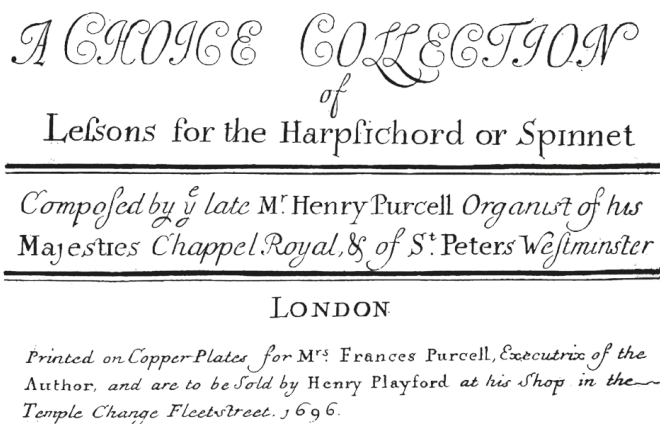 A CHOICE COLLECTION
of
Leſsons for the Harpſichord or Spinnet
Compoſed by yͤ late Mr. Henry Purcell Organist of his
Majesties Chappel Royal, & of St. Peters Weſtminster
LONDON
Printed on Copper-Plates for Mrs. Frances Purcell, Executrix of the
Author, and are to be Sold by Henry Playford at his Shop in the
Temple Change Fleetstreet. 1696.